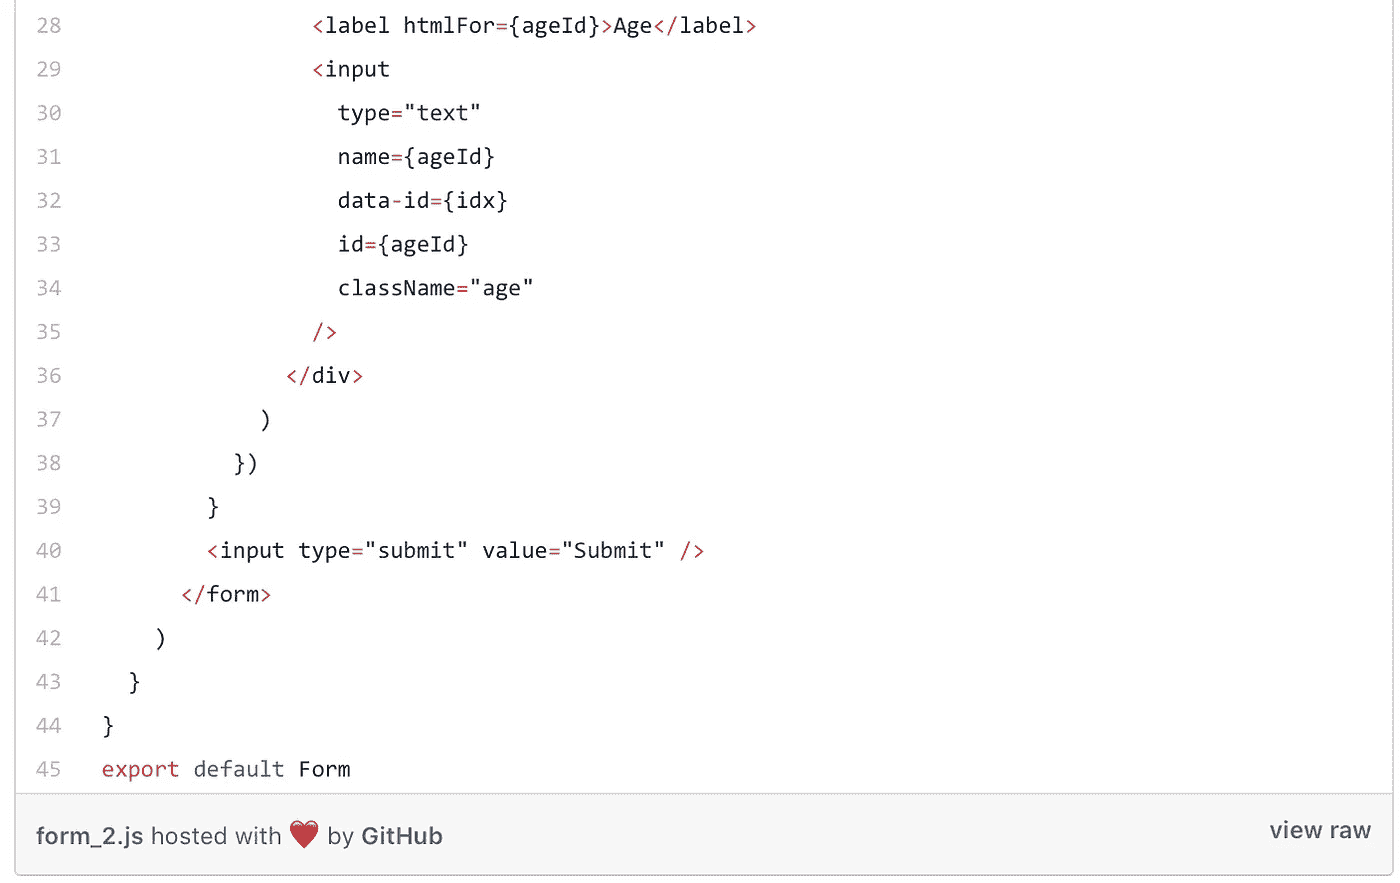 28 <label htmlFor={ageId}>Age</label>
29 <input
30 type="text"
31 name={ageId}
32 data-id={idx}
33 id={ageId}
34 className="age"
35 />
36 </div>
37 )
38 })
39 }
40 <input type="submit" value="Submit" />
41 </form>
42 )
43 }
44 }
45 export default Form
form_2.js hosted with ❤ by GitHub view raw